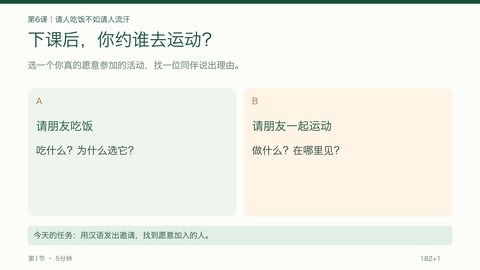 第6课｜请人吃饭不如请人流汗
下课后，你约谁去运动？
选一个你真的愿意参加的活动，找一位同伴说出理由。
A
请朋友吃饭
吃什么？为什么选它？
B
请朋友一起运动
做什么？在哪里见？
今天的任务：用汉语发出邀请，找到愿意加入的人。
第1节 · 5分钟
182+1